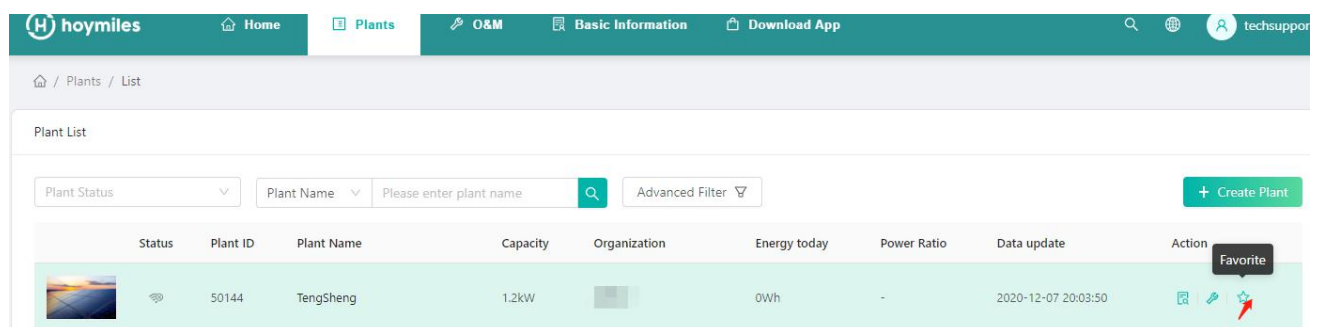 hoymiles Home Plants O&M Basic Information Download App techsuppor
/ Plants / List
Plant List
Plant Status Plant Name Please enter plant name Advanced Filter + Create Plant
Status Plant ID Plant Name Capacity Organization Energy today Power Ratio Data update Action
Favorite
50144 TengSheng 1.2kW 0Wh - 2020-12-07 20:03:50